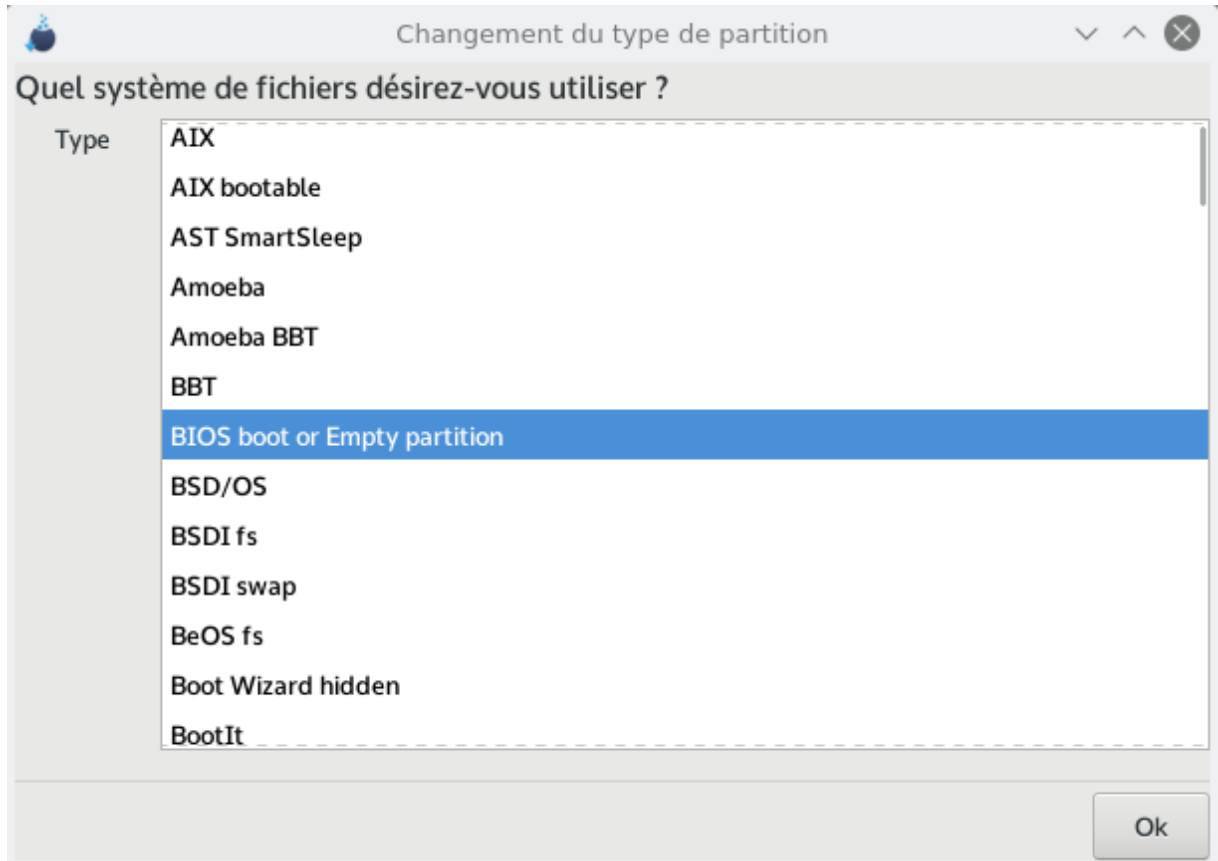 Changement du type de partition
Quel système de fichiers désirez-vous utiliser ?
Type
AIX
AIX bootable
AST SmartSleep
Amoeba
Amoeba BBT
BBT
BIOS boot or Empty partition
BSD/OS
BSDI fs
BSDI swap
BeOS fs
Boot Wizard hidden
BootIt
Ok